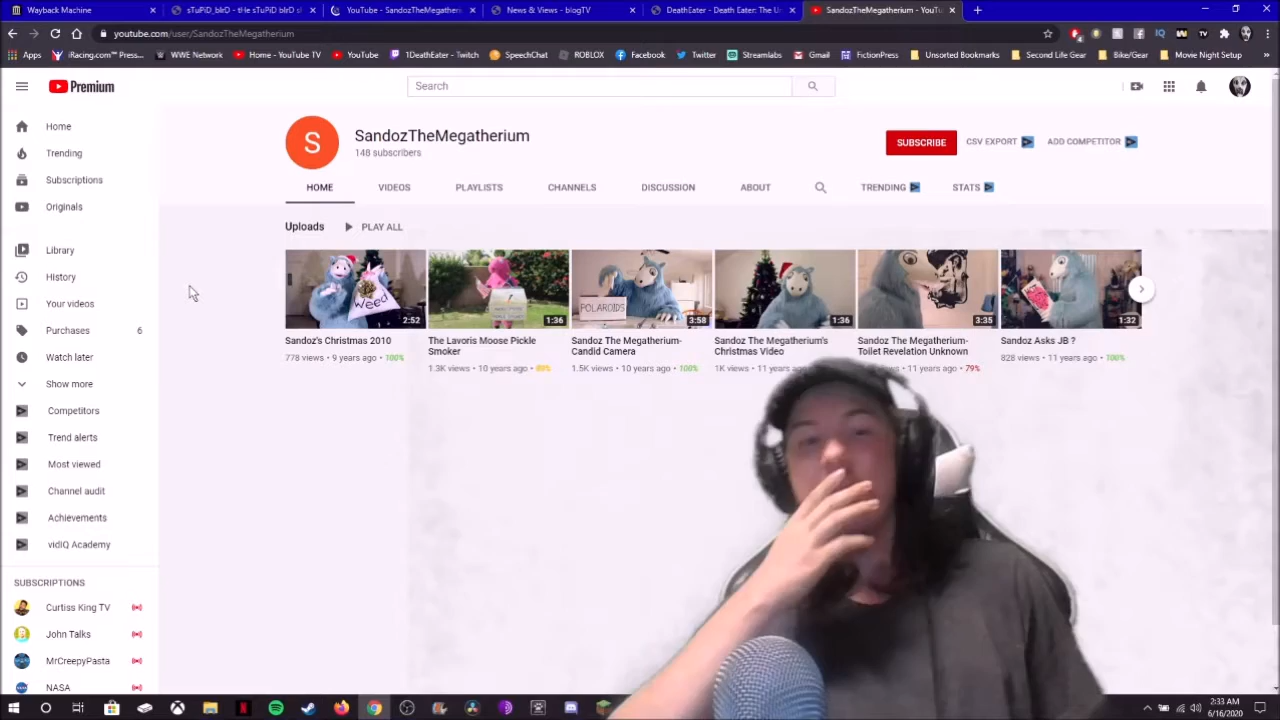 Wayback Machine
sTuPiD_blrD - tHe sTuPiD blrD sl
YouTube - SandozTheMegatherium
News & Views - blogTV
DeathEater - Death Eater: The U
SandozTheMegatherium - YouTu
youtube.com/user/SandozTheMegatherium
Apps
iRacing.com™ Press...
WWE Network
Home - YouTube TV
1DeathEater - Twitch
SpeechChat
ROBLOX
Facebook
Twitter
Streamlabs
Gmail
FictionPress
Unsorted Bookmarks
Second Life Gear
Bike/Gear
Movie Night Setup
Premium
Search
Home
Trending
Subscriptions
Originals
Library
History
Your videos
Purchases 6
Watch later
Show more
Competitors
Trend alerts
Most viewed
Channel audit
Achievements
vidIQ Academy
SUBSCRIPTIONS
Curtiss King TV
John Talks
MrCreepyPasta
NASA
S
SandozTheMegatherium
148 subscribers
SUBSCRIBE
CSV EXPORT
ADD COMPETITOR
HOME
VIDEOS
PLAYLISTS
CHANNELS
DISCUSSION
ABOUT
TRENDING
STATS
Uploads
PLAY ALL
Weed
2:52
Sandoz's Christmas 2010
778 views • 9 years ago • 100%
1:36
The Lavoris Moose Pickle
Smoker
1.3K views • 10 years ago • 89%
POLAROIDS
3:58
Sandoz The Megatherium-
Candid Camera
1.5K views • 10 years ago • 100%
1:36
Sandoz The Megatherium's
Christmas Video
1K views • 11 years ago
3:35
Sandoz The Megatherium-
Toilet Revelation Unknown
views • 11 years ago • 79%
1:32
Sandoz Asks JB ?
828 views • 11 years ago • 100%
2:33 AM
6/16/2020